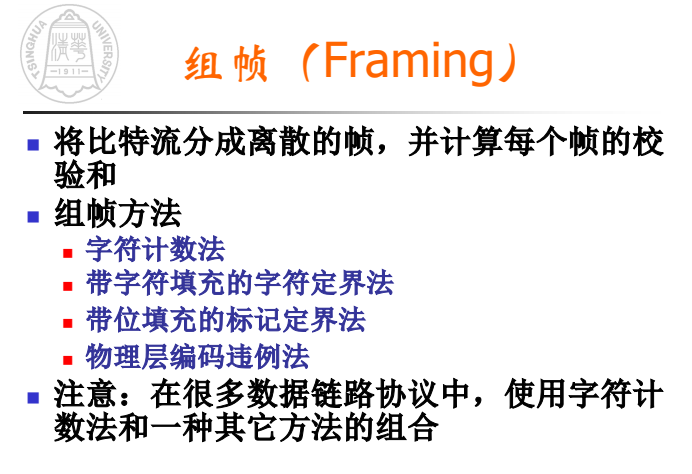 TSINGHUA UNIVERSITY
清華
-1911-
组帧（Framing）
将比特流分成离散的帧，并计算每个帧的校
验和
组帧方法
字符计数法
带字符填充的字符定界法
带位填充的标记定界法
物理层编码违例法
注意：在很多数据链路协议中，使用字符计
数法和一种其它方法的组合